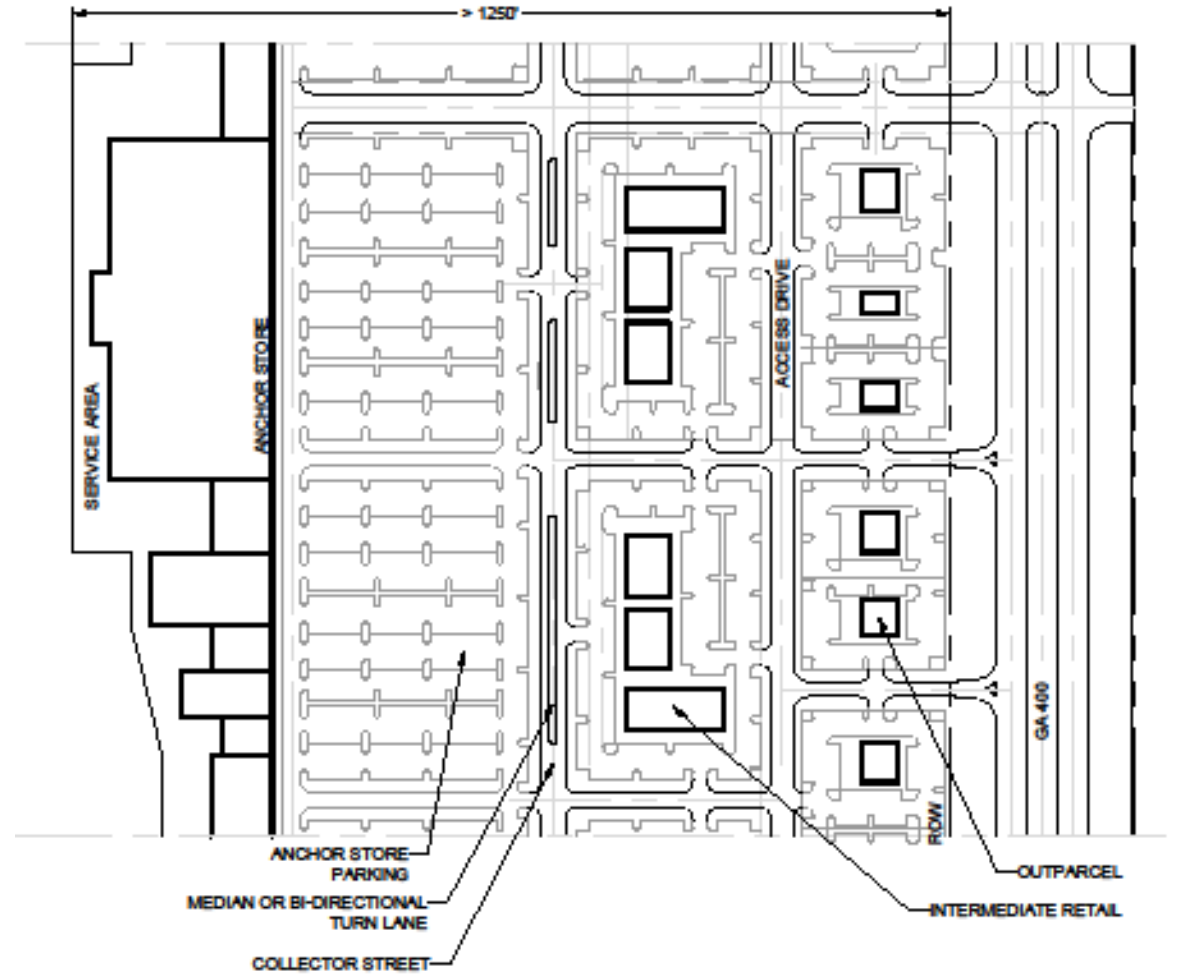 > 1250'
ACCESS DRIVE
ANCHOR STORE
SERVICE AREA
GA 400
ROW
ANCHOR STORE
PARKING
OUTPARCEL
MEDIAN OR BI-DIRECTIONAL
TURN LANE
INTERMEDIATE RETAIL
COLLECTOR STREET